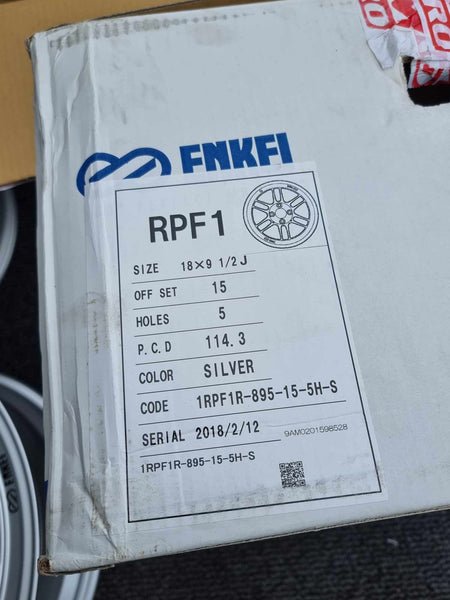 ENKEI
RPF1
SIZE 18×9 1/2J
OFF SET 15
HOLES 5
P.C.D 114.3
COLOR SILVER
CODE 1RPF1R-895-15-5H-S
SERIAL 2018/2/12 9AM0201598528
1RPF1R-895-15-5H-S